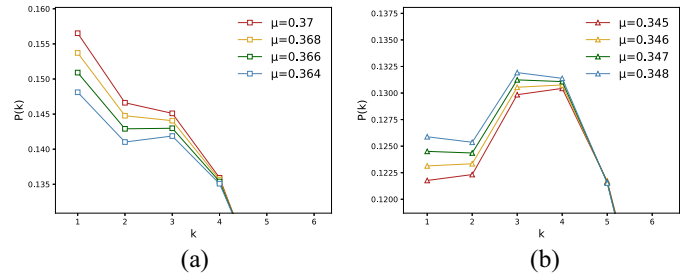 0.160
0.155
0.150
0.145
0.140
0.135
P(k)
1 2 3 4 5 6
k
μ=0.37
μ=0.368
μ=0.366
μ=0.364
(a)
0.1375
0.1350
0.1325
0.1300
0.1275
0.1250
0.1225
0.1200
P(k)
1 2 3 4 5 6
k
μ=0.345
μ=0.346
μ=0.347
μ=0.348
(b)